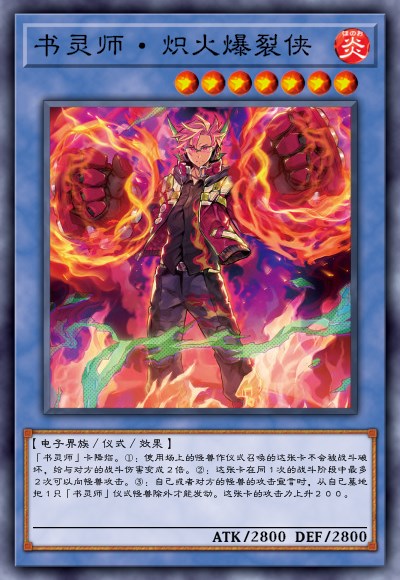 书灵师·炽火爆裂侠
ほのお
炎
【电子界族/仪式/效果】
「书灵师」卡降临。①：使用场上的怪兽作仪式召唤的这张卡不会被战斗破
坏，给与对方的战斗伤害变成2倍。②：这张卡在同1次的战斗阶段中最多
2次可以向怪兽攻击。③：自己或者对方的怪兽的攻击宣言时，从自己墓地
把1只「书灵师」仪式怪兽除外才能发动。这张卡的攻击力上升200。
ATK/2800 DEF/2800